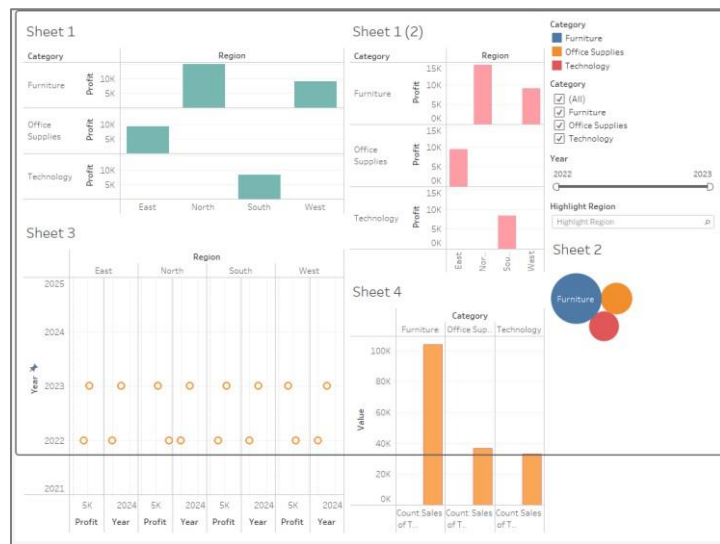 Sheet 1
Category
Region
Furniture
Profit
10K
5K
Office
Supplies
Profit
10K
5K
Technology
Profit
10K
5K
East
North
South
West
Sheet 1 (2)
Category
Region
Furniture
Profit
15K
10K
5K
0K
Office
Supplies
Profit
15K
10K
5K
0K
Technology
Profit
15K
10K
5K
0K
East
Nor..
Sou..
West
Category
Furniture
Office Supplies
Technology
Category
(All)
Furniture
Office Supplies
Technology
Year
2022 2023
Highlight Region
Highlight Region
Sheet 2
Furniture
Sheet 3
Region
East North South West
Year
2025
2024
2023
2022
2021
5K 2024 5K 2024 5K 2024 5K 2024
Profit Year Profit Year Profit Year Profit Year
Sheet 4
Category
Furniture Office Sup.. Technology
Value
100K
80K
60K
40K
20K
0K
Count Sales Count Sales Count Sales
of T.. of T.. of T..